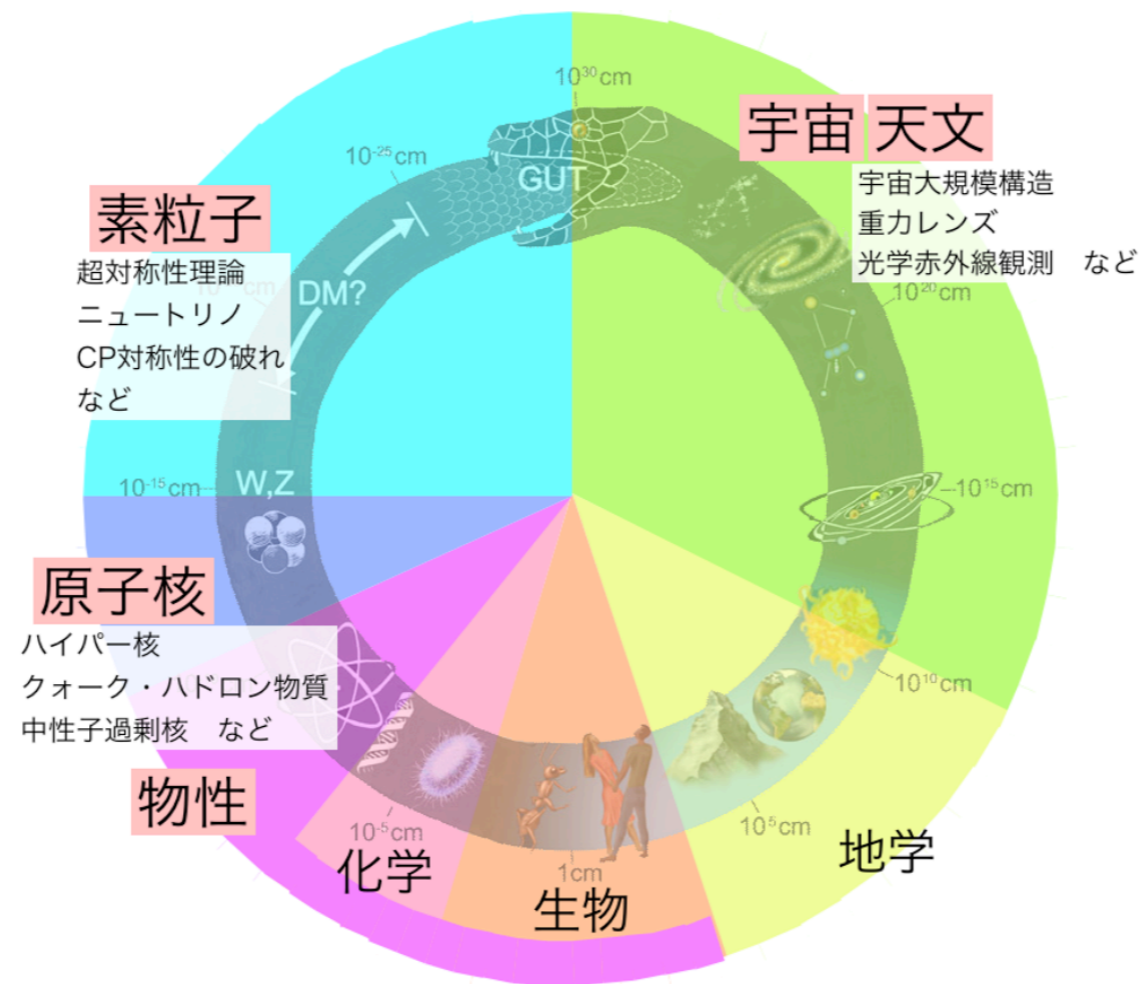 10³⁰cm
宇宙 天文
宇宙大規模構造
重力レンズ
光学赤外線観測　など
10²⁰cm
10⁻²⁵cm
GUT
素粒子
超対称性理論
ニュートリノ
CP対称性の破れ
など
DM?
10⁻¹⁵cm
W,Z
10¹⁵cm
原子核
ハイパー核
クォーク・ハドロン物質
中性子過剰核　など
10¹⁰cm
物性
10⁻⁵cm
化学
1cm
生物
10⁵cm
地学